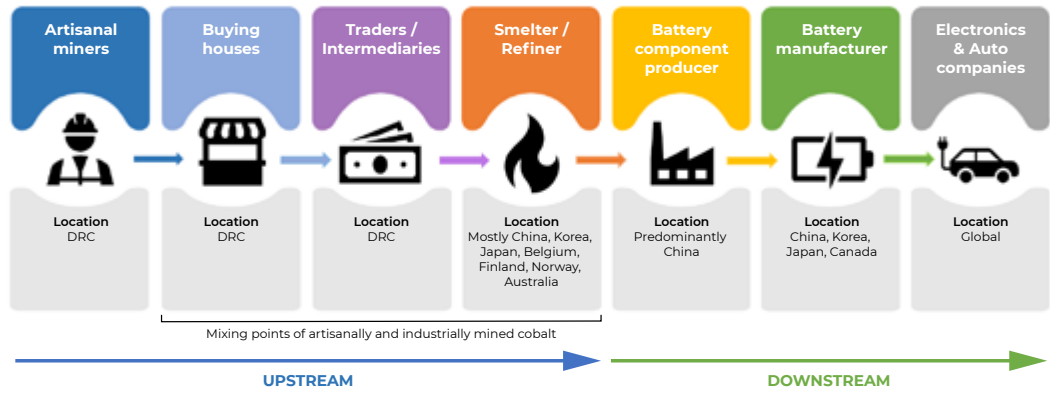 Artisanal
miners
Buying
houses
Traders /
Intermediaries
Smelter /
Refiner
Battery
component
producer
Battery
manufacturer
Electronics
& Auto
companies
Location
DRC
Location
DRC
Location
DRC
Location
Mostly China, Korea,
Japan, Belgium,
Finland, Norway,
Australia
Location
Predominantly
China
Location
China, Korea,
Japan, Canada
Location
Global
Mixing points of artisanally and industrially mined cobalt
UPSTREAM
DOWNSTREAM